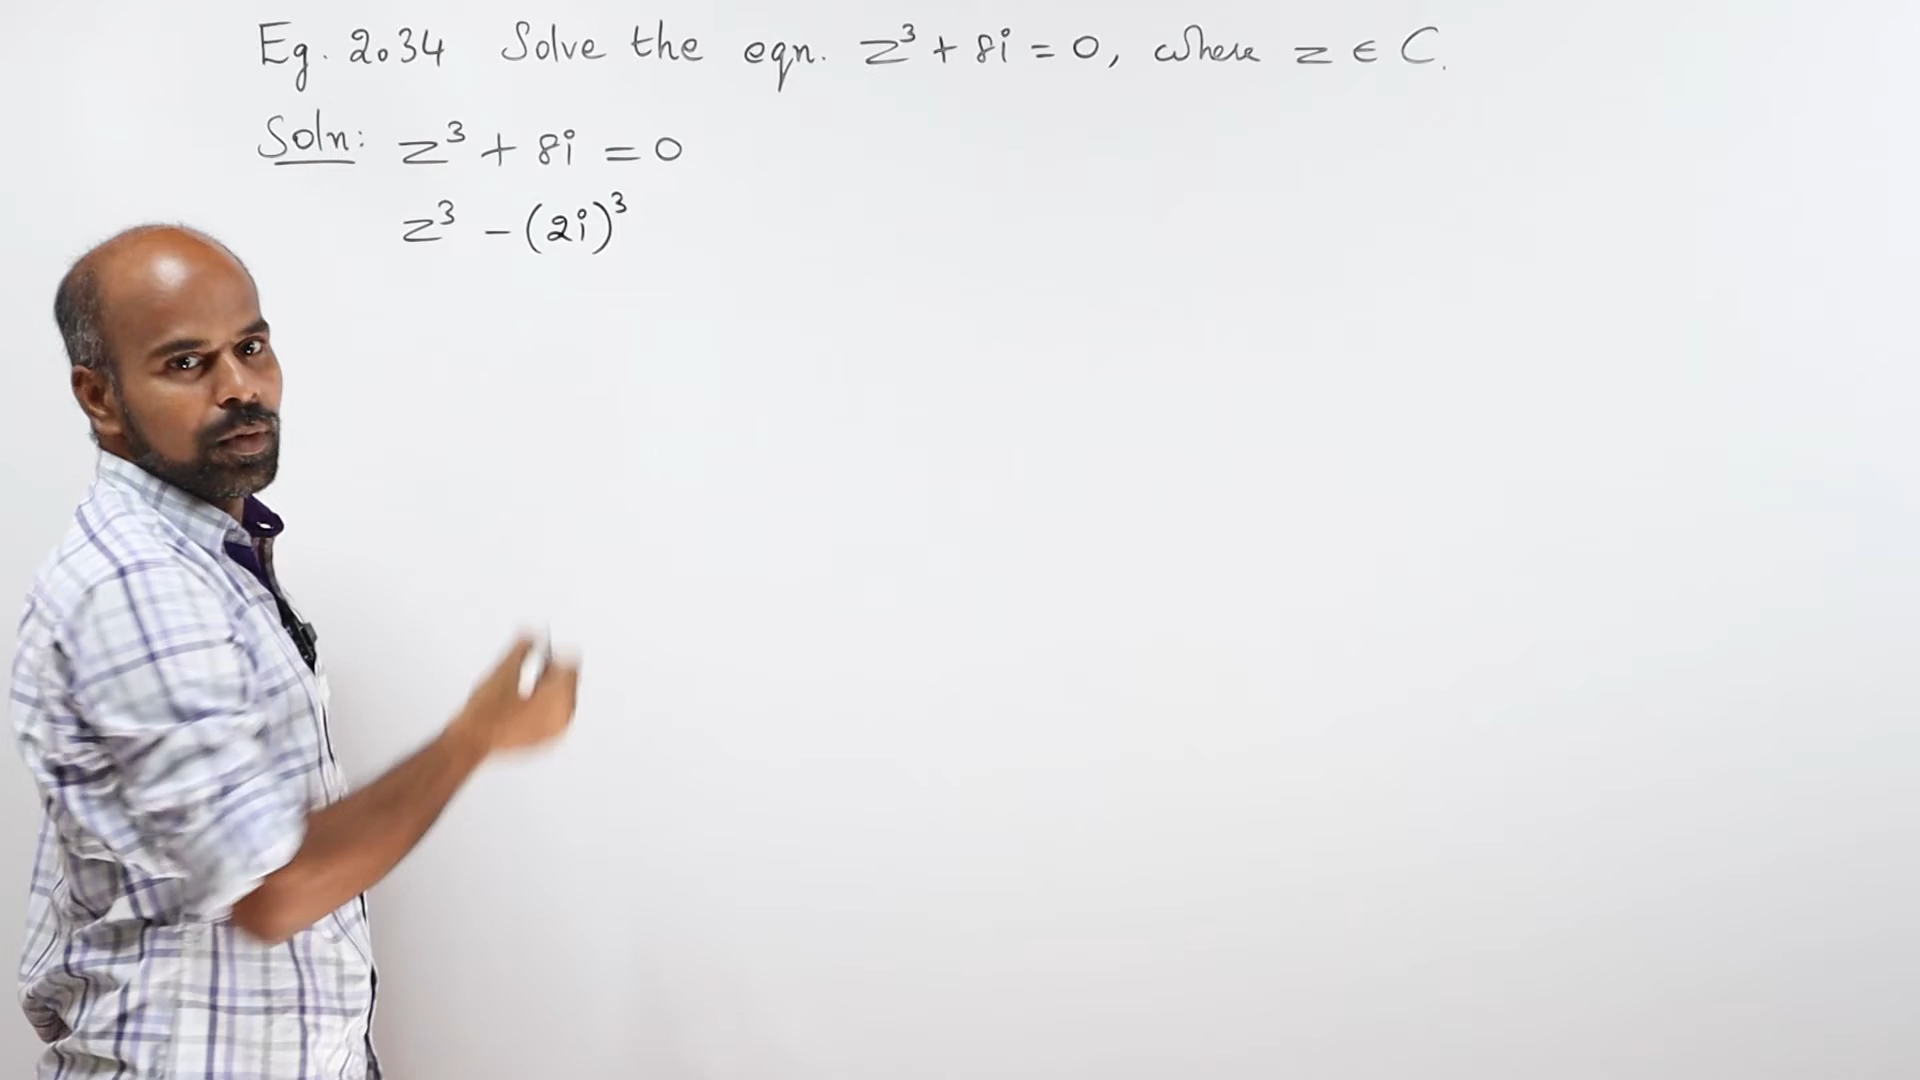 Eg. 2.34 Solve the eqn. z³ + 8i = 0, where z ∈ C.
Soln: z³ + 8i = 0
z³ - (2i)³